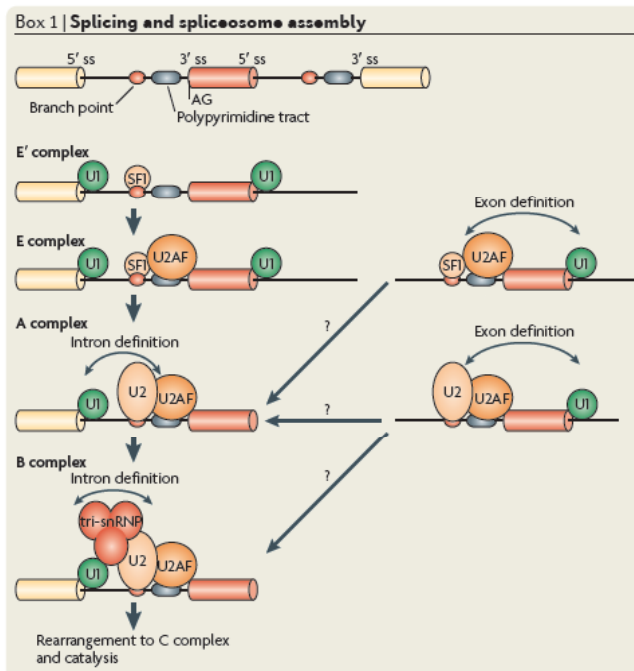 Box 1 | Splicing and spliceosome assembly
5′ ss 3′ ss 5′ ss 3′ ss
Branch point
AG
Polypyrimidine tract
E′ complex
U1 SF1 U1
Exon definition
E complex
U1 SF1 U2AF U1
SF1 U2AF U1
A complex
?
Intron definition
Exon definition
U1 U2 U2AF
?
U2 U2AF U1
B complex
Intron definition
?
tri-snRNP
U1 U2 U2AF
Rearrangement to C complex
and catalysis